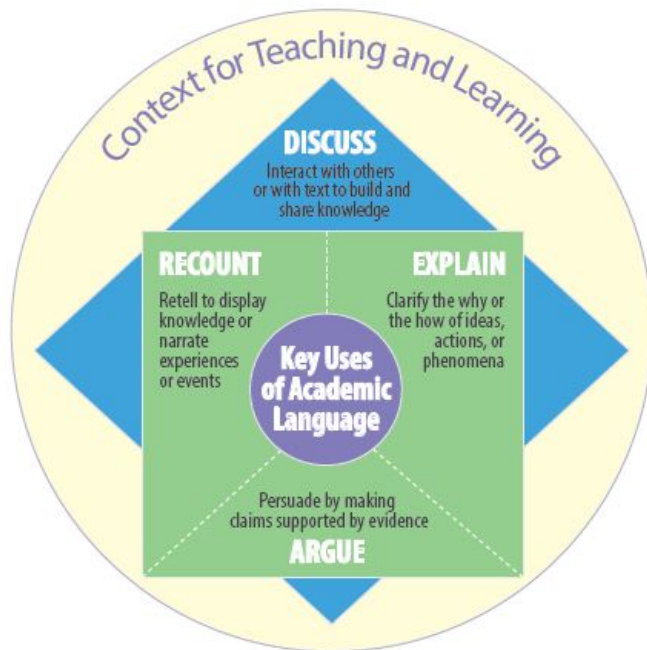 Context for Teaching and Learning
DISCUSS
Interact with others
or with text to build and
share knowledge
RECOUNT
Retell to display
knowledge or
narrate
experiences
or events
EXPLAIN
Clarify the why or
the how of ideas,
actions, or
phenomena
Key Uses
of Academic
Language
Persuade by making
claims supported by evidence
ARGUE